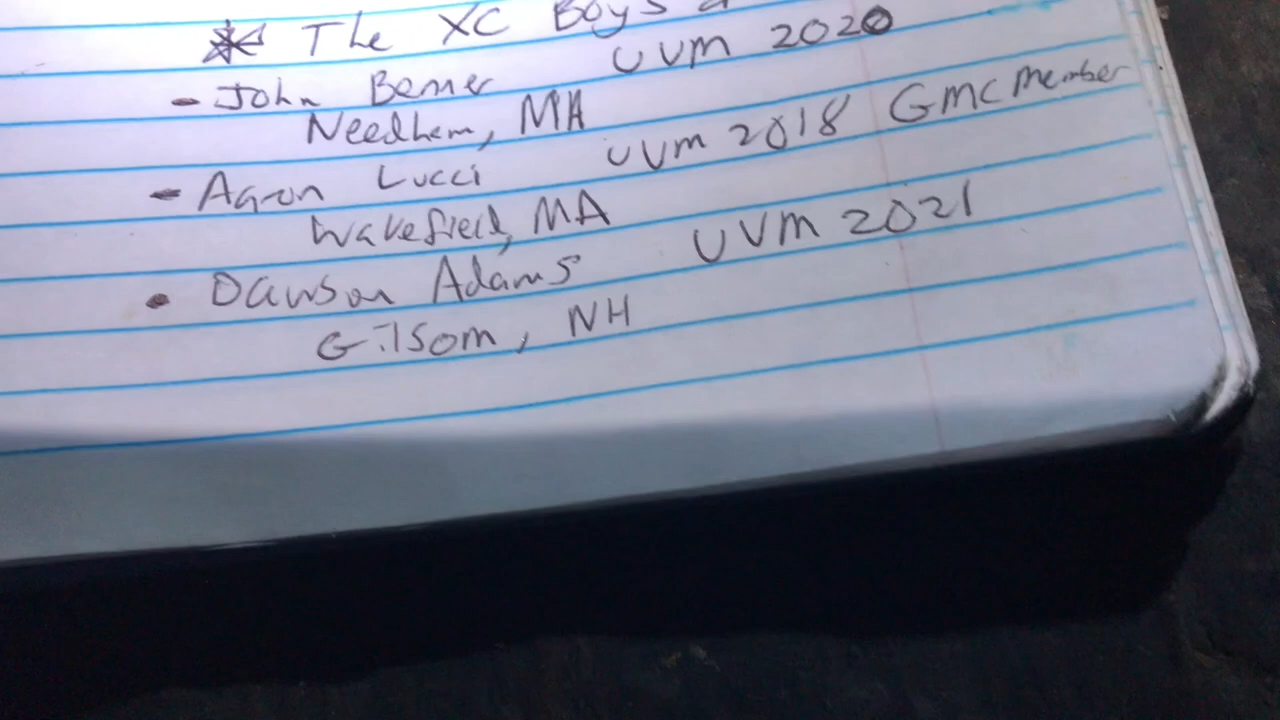 * The XC Boys
- John Bemer UVM 2020
Needham, MA
- Aaron Lucci UVM 2018 GMC Member
Wakefield, MA
• Dawson Adams UVM 2021
Gilsom, NH